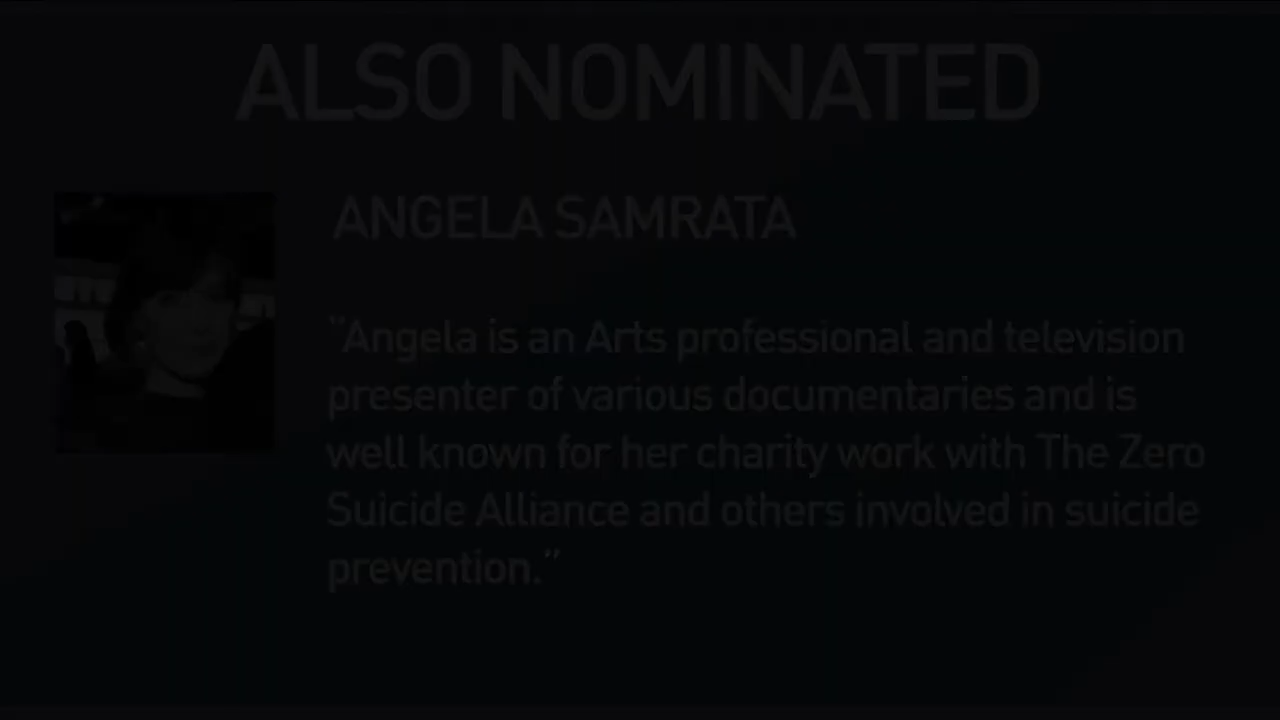 ALSO NOMINATED
ANGELA SAMRATA
"Angela is an Arts professional and television
presenter of various documentaries and is
well known for her charity work with The Zero
Suicide Alliance and others involved in suicide
prevention."